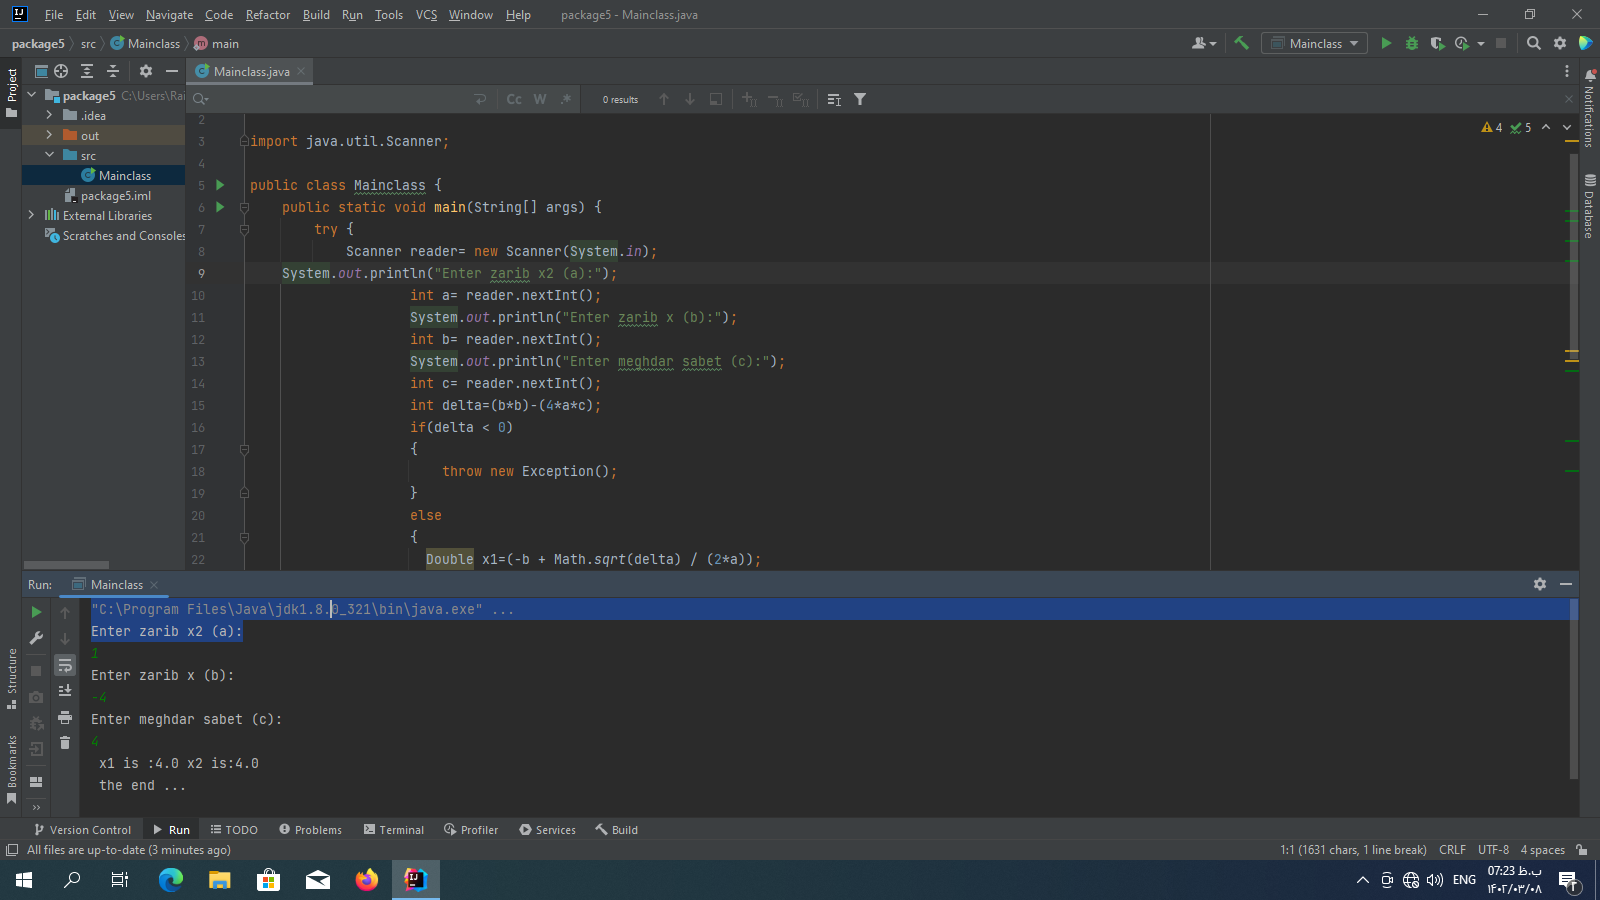 File Edit View Navigate Code Refactor Build Run Tools VCS Window Help package5 - Mainclass.java
package5 src Mainclass main
Mainclass
Project
Mainclass.java
package5 C:\Users\Rai
.idea
out
src
Mainclass
package5.iml
External Libraries
Scratches and Consoles
Cc W .* 0 results
4 5
Notifications
Database
2
3 import java.util.Scanner;
4
5 public class Mainclass {
6 public static void main(String[] args) {
7 try {
8 Scanner reader= new Scanner(System.in);
9 System.out.println("Enter zarib x2 (a):");
10 int a= reader.nextInt();
11 System.out.println("Enter zarib x (b):");
12 int b= reader.nextInt();
13 System.out.println("Enter meghdar sabet (c):");
14 int c= reader.nextInt();
15 int delta=(b*b)-(4*a*c);
16 if(delta < 0)
17 {
18 throw new Exception();
19 }
20 else
21 {
22 Double x1=(-b + Math.sqrt(delta) / (2*a));
Run: Mainclass
"C:\Program Files\Java\jdk1.8.0_321\bin\java.exe" ...
Enter zarib x2 (a):
1
Enter zarib x (b):
-4
Enter meghdar sabet (c):
4
x1 is :4.0 x2 is:4.0
the end ...
Structure
Bookmarks
Version Control Run TODO Problems Terminal Profiler Services Build
All files are up-to-date (3 minutes ago) 1:1 (1631 chars, 1 line break) CRLF UTF-8 4 spaces
ENG 07:23 ب.ظ
۱۴۰۲/۰۳/۰۸
۲